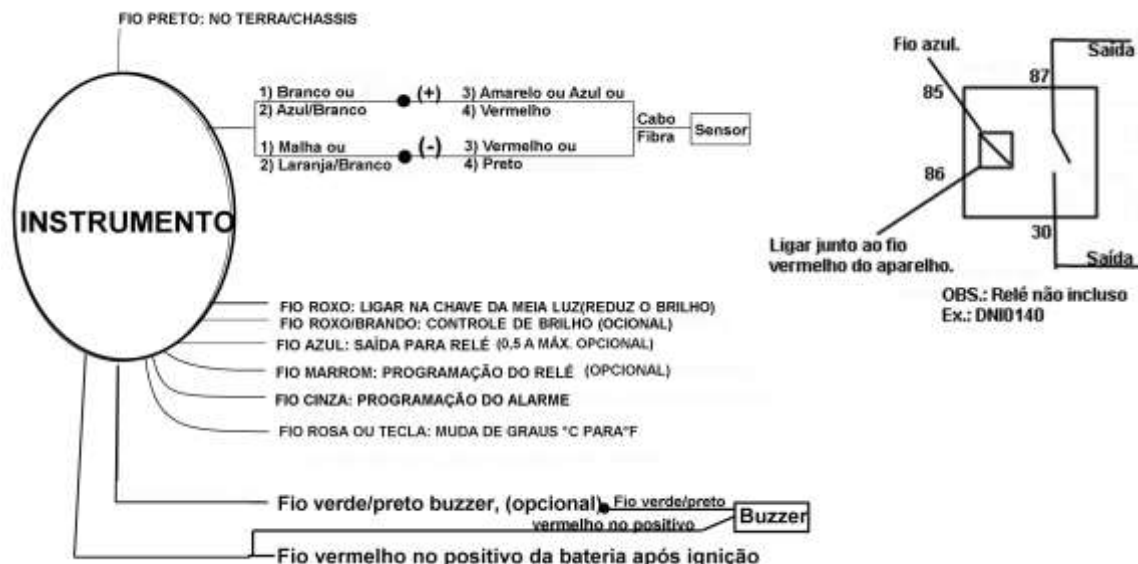 FIO PRETO: NO TERRA/CHASSIS
1) Branco ou
2) Azul/Branco
(+)
3) Amarelo ou Azul ou
4) Vermelho
1) Malha ou
2) Laranja/Branco
(-)
3) Vermelho ou
4) Preto
Cabo
Fibra
Sensor
INSTRUMENTO
FIO ROXO: LIGAR NA CHAVE DA MEIA LUZ(REDUZ O BRILHO)
FIO ROXO/BRANDO: CONTROLE DE BRILHO (OCIONAL)
FIO AZUL: SAÍDA PARA RELÉ (0,5 A MÁX. OPCIONAL)
FIO MARROM: PROGRAMAÇÃO DO RELÉ (OPCIONAL)
FIO CINZA: PROGRAMAÇÃO DO ALARME
FIO ROSA OU TECLA: MUDA DE GRAUS °C PARA°F
Fio verde/preto buzzer, (opcional)
Fio verde/preto
vermelho no positivo
Buzzer
Fio vermelho no positivo da bateria após ignição
Fio azul.
85
87
Saída
86
30
Saída
Ligar junto ao fio
vermelho do aparelho.
OBS.: Relé não incluso
Ex.: DNI0140